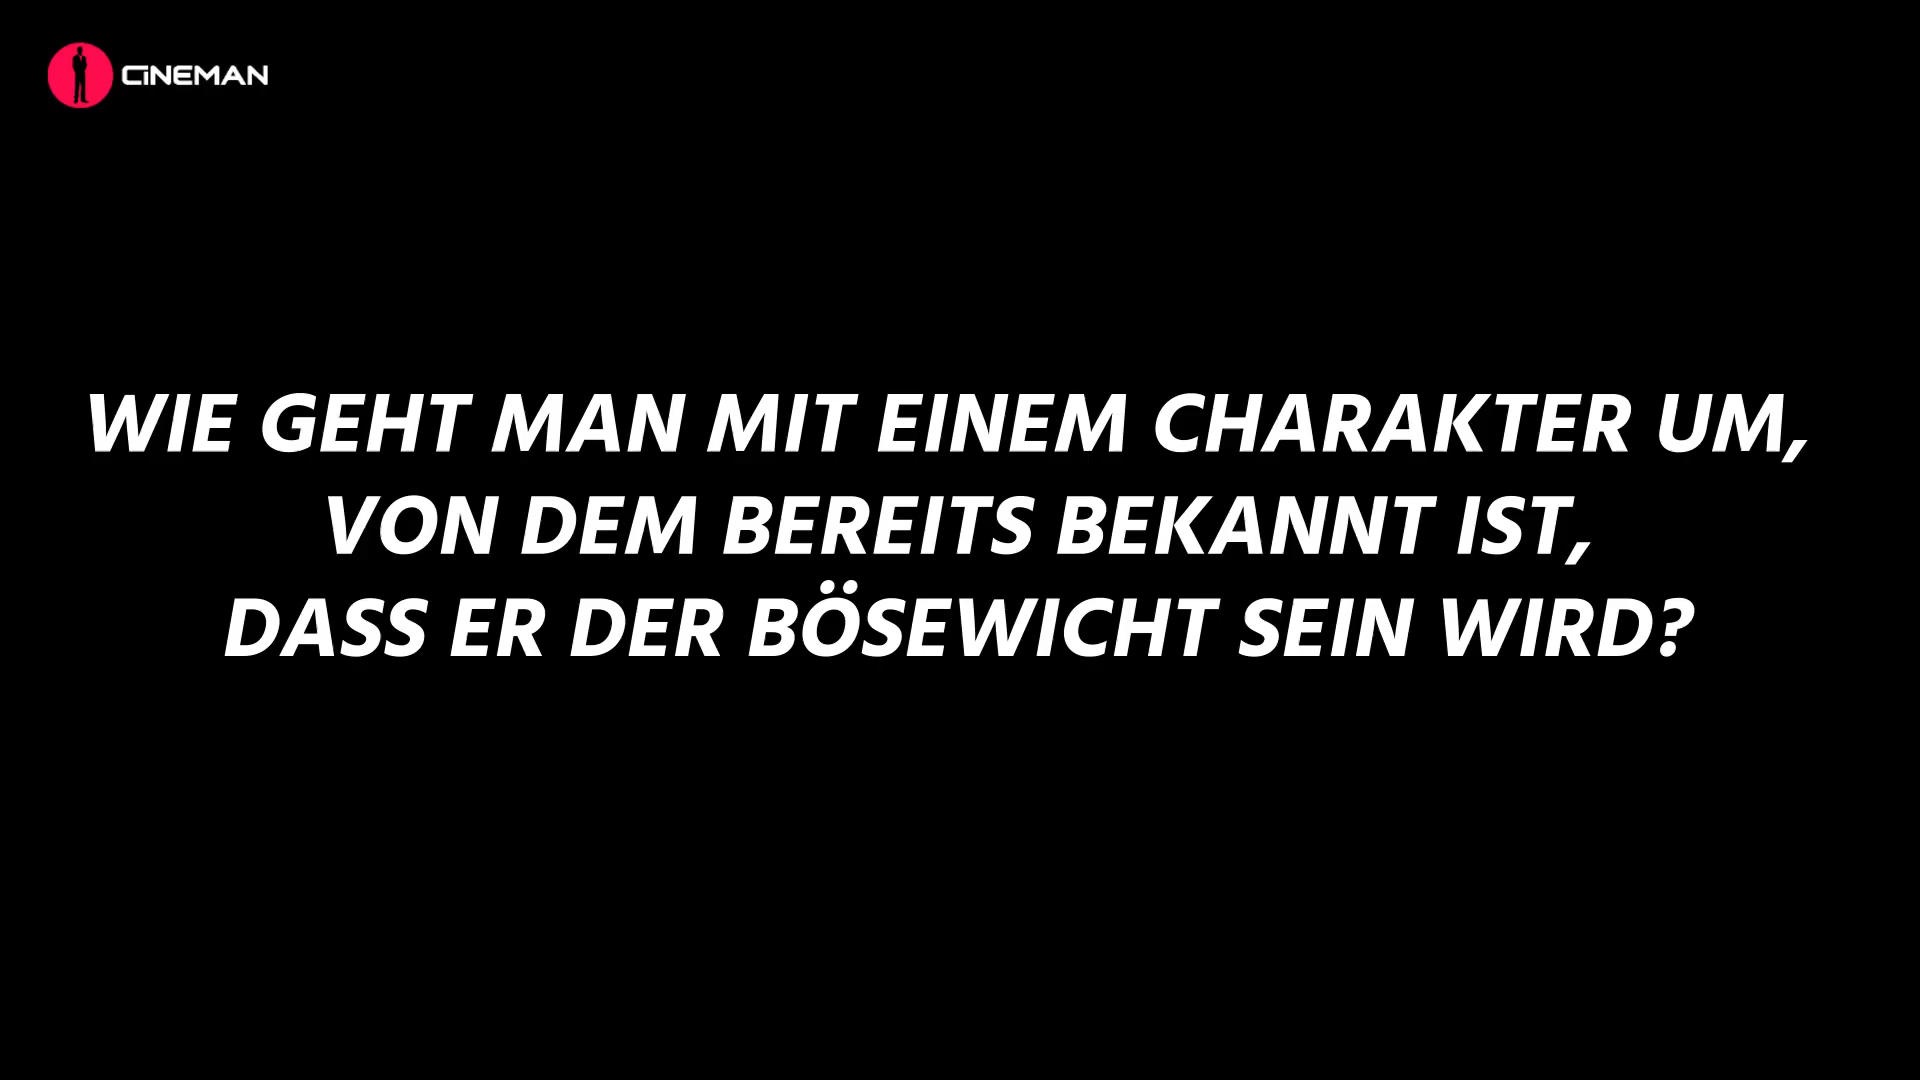 CINEMAN
WIE GEHT MAN MIT EINEM CHARAKTER UM,
VON DEM BEREITS BEKANNT IST,
DASS ER DER BÖSEWICHT SEIN WIRD?